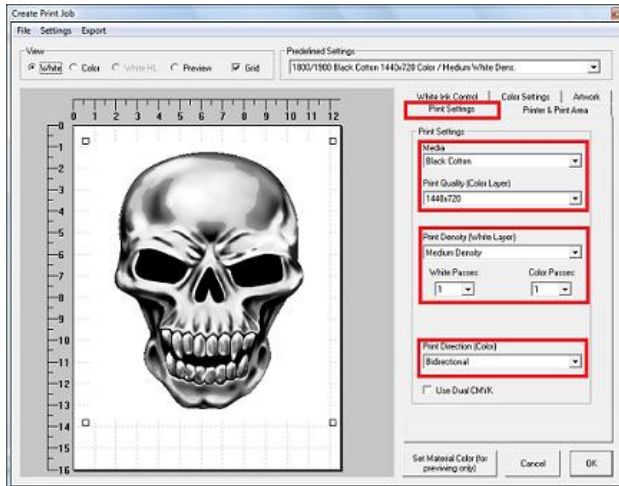 Create Print Job
File Settings Export
View
White Color White HL Preview Grid
Predefined Settings
1800/1900 Black Cotton 1440x720 Color / Medium White Dens.
White Ink Control Color Settings Artwork
Print Settings Printer & Print Area
0 1 2 3 4 5 6 7 8 9 10 11 12
0
1
2
3
4
5
6
7
8
9
10
11
12
13
14
15
16
Print Settings
Media
Black Cotton
Print Quality (Color Layer)
1440x720
Print Density (White Layer)
Medium Density
White Passes: Color Passes:
1 1
Print Direction (Color)
Bidirectional
Use Dual CMYK
Set Material Color (for
previewing only)
Cancel
OK